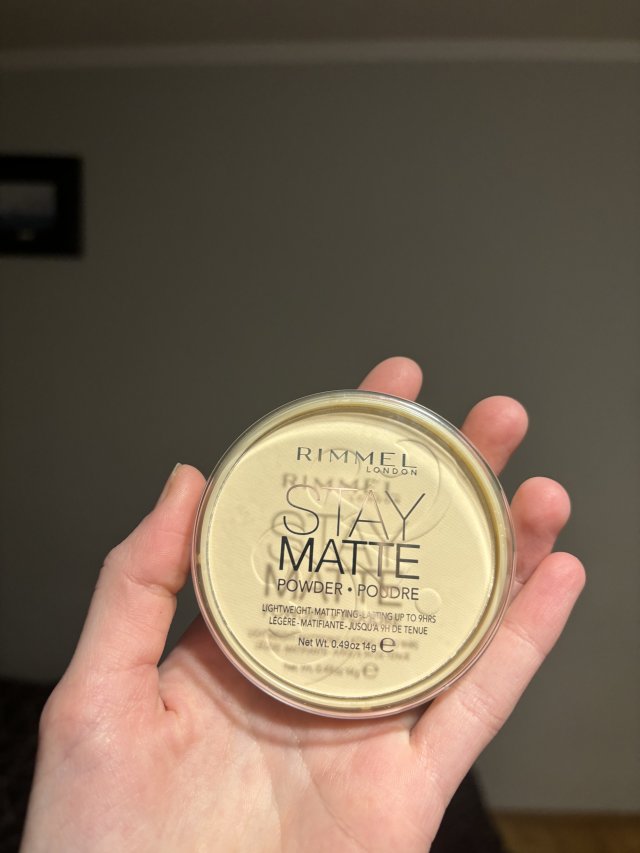 RIMMEL
LONDON
STAY
MATTE
POWDER • POUDRE
LIGHTWEIGHT-MATTIFYING-LASTING UP TO 9HRS
LÉGÈRE-MATIFIANTE-JUSQU'A 9H DE TENUE
Net Wt. 0.49oz 14g ℮